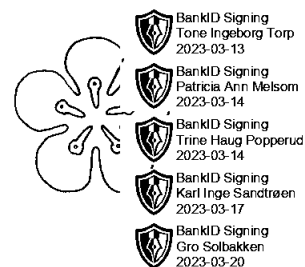 BankID Signing
Tone Ingeborg Torp
2023-03-13
BankID Signing
Patricia Ann Melsom
2023-03-14
BankID Signing
Trine Haug Popperud
2023-03-14
BankID Signing
Karl Inge Sandtrøen
2023-03-17
BankID Signing
Gro Solbakken
2023-03-20